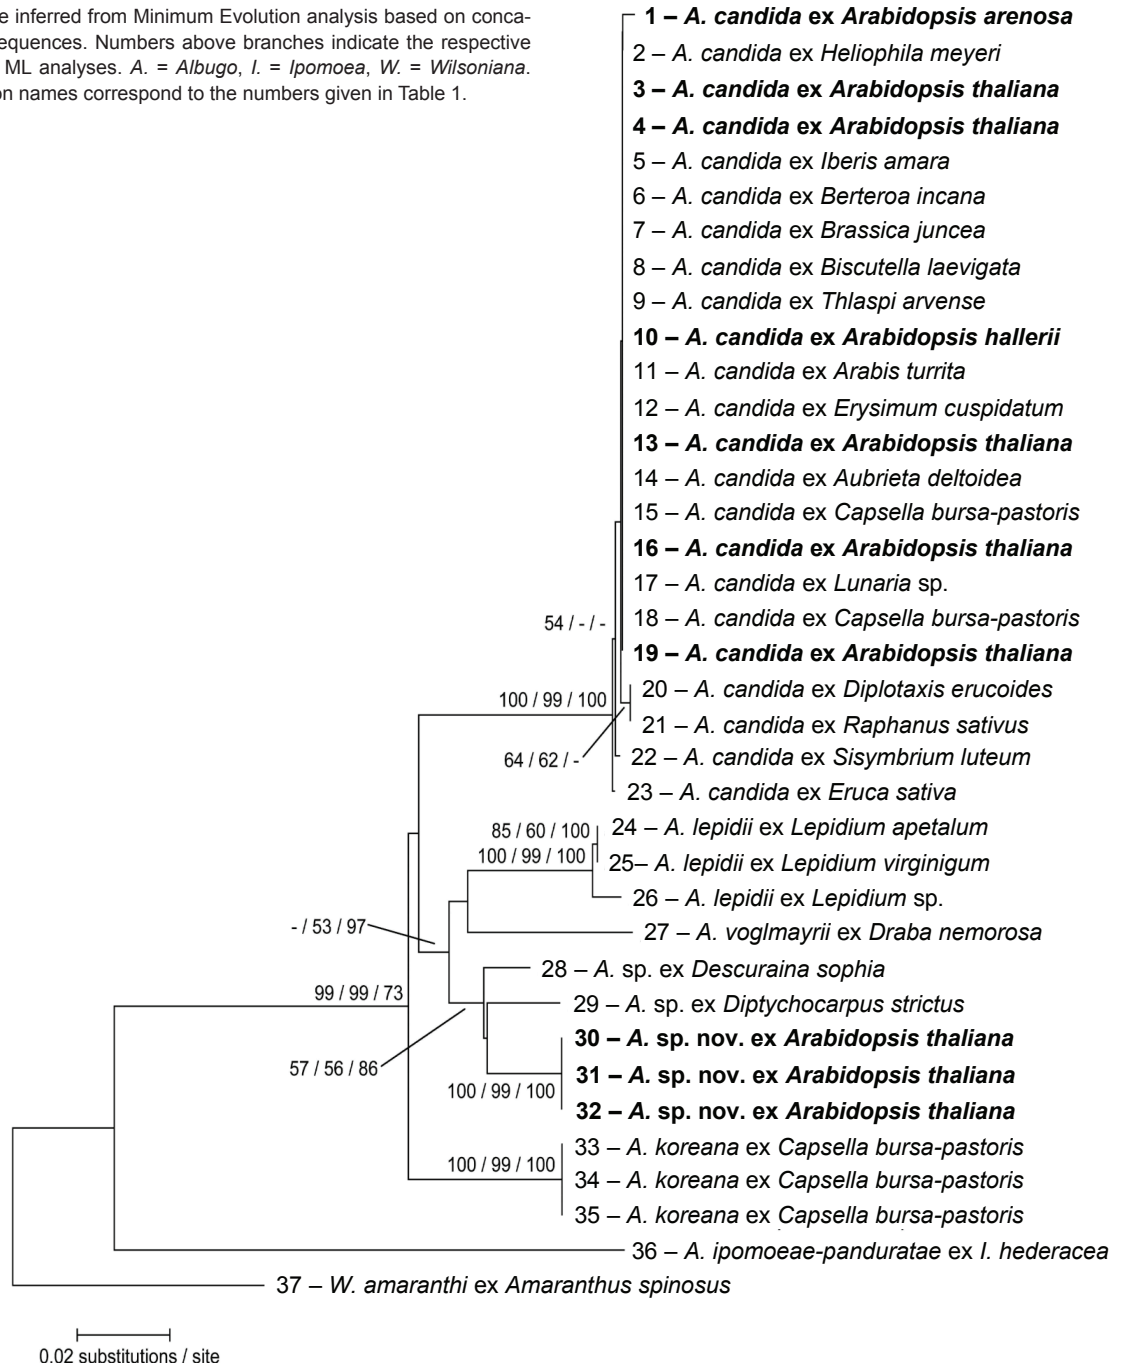 e inferred from Minimum Evolution analysis based on conca-
equences. Numbers above branches indicate the respective
ML analyses. A. = Albugo, I. = Ipomoea, W. = Wilsoniana.
on names correspond to the numbers given in Table 1.
1 – A. candida ex Arabidopsis arenosa
2 – A. candida ex Heliophila meyeri
3 – A. candida ex Arabidopsis thaliana
4 – A. candida ex Arabidopsis thaliana
5 – A. candida ex Iberis amara
6 – A. candida ex Berteroa incana
7 – A. candida ex Brassica juncea
8 – A. candida ex Biscutella laevigata
9 – A. candida ex Thlaspi arvense
10 – A. candida ex Arabidopsis hallerii
11 – A. candida ex Arabis turrita
12 – A. candida ex Erysimum cuspidatum
13 – A. candida ex Arabidopsis thaliana
14 – A. candida ex Aubrieta deltoidea
15 – A. candida ex Capsella bursa-pastoris
16 – A. candida ex Arabidopsis thaliana
17 – A. candida ex Lunaria sp.
18 – A. candida ex Capsella bursa-pastoris
54 / - / -
19 – A. candida ex Arabidopsis thaliana
20 – A. candida ex Diplotaxis erucoides
100 / 99 / 100
21 – A. candida ex Raphanus sativus
64 / 62 / -
22 – A. candida ex Sisymbrium luteum
23 – A. candida ex Eruca sativa
85 / 60 / 100
24 – A. lepidii ex Lepidium apetalum
100 / 99 / 100
25– A. lepidii ex Lepidium virginigum
26 – A. lepidii ex Lepidium sp.
- / 53 / 97
27 – A. voglmayrii ex Draba nemorosa
28 – A. sp. ex Descuraina sophia
99 / 99 / 73
29 – A. sp. ex Diptychocarpus strictus
30 – A. sp. nov. ex Arabidopsis thaliana
57 / 56 / 86
31 – A. sp. nov. ex Arabidopsis thaliana
100 / 99 / 100
32 – A. sp. nov. ex Arabidopsis thaliana
33 – A. koreana ex Capsella bursa-pastoris
100 / 99 / 100
34 – A. koreana ex Capsella bursa-pastoris
35 – A. koreana ex Capsella bursa-pastoris
36 – A. ipomoeae-panduratae ex I. hederacea
37 – W. amaranthi ex Amaranthus spinosus
0.02 substitutions / site